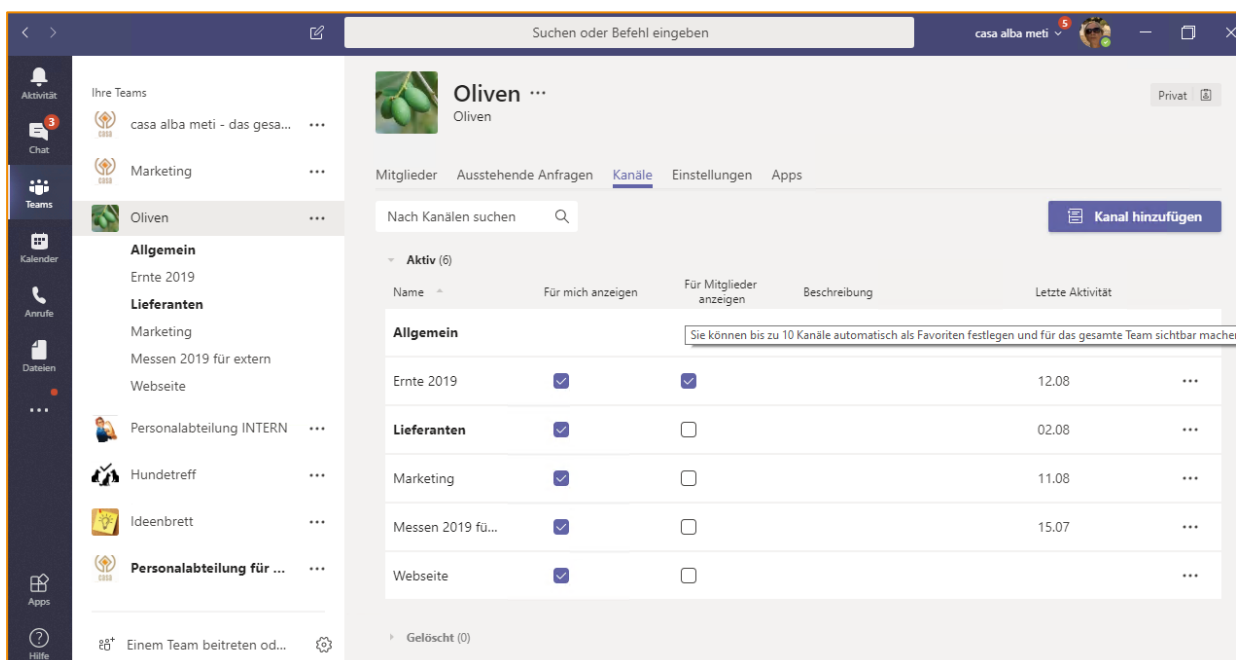 Suchen oder Befehl eingeben
casa alba meti
5
Aktivität
3
Chat
Teams
Kalender
Anrufe
Dateien
Apps
Hilfe
Ihre Teams
casa alba meti - das gesa...
Marketing
Oliven
Allgemein
Ernte 2019
Lieferanten
Marketing
Messen 2019 für extern
Webseite
Personalabteilung INTERN
Hundetreff
Ideenbrett
Personalabteilung für ...
Einem Team beitreten od...
Oliven
Oliven
Privat
Mitglieder Ausstehende Anfragen Kanäle Einstellungen Apps
Nach Kanälen suchen
Kanal hinzufügen
Aktiv (6)
Name Für mich anzeigen Für Mitglieder anzeigen Beschreibung Letzte Aktivität
Allgemein
Sie können bis zu 10 Kanäle automatisch als Favoriten festlegen und für das gesamte Team sichtbar machen
Ernte 2019 12.08
Lieferanten 02.08
Marketing 11.08
Messen 2019 fü... 15.07
Webseite
Gelöscht (0)